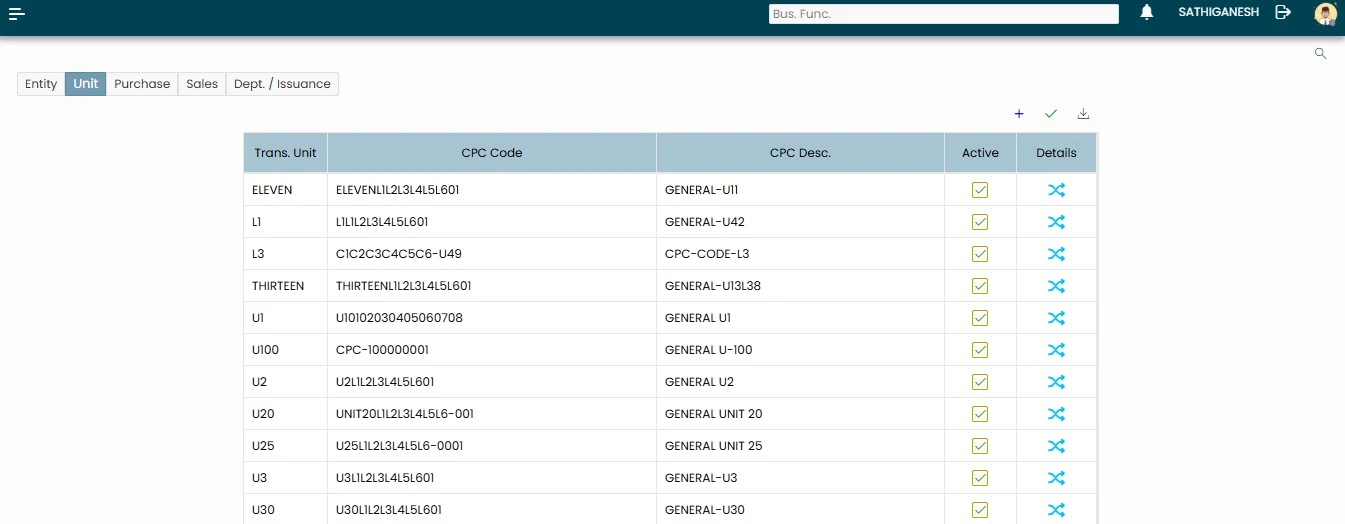 Bus. Func. SATHIGANESH
Entity Unit Purchase Sales Dept. / Issuance
Trans. Unit CPC Code CPC Desc. Active Details
ELEVEN ELEVENL1L2L3L4L5L601 GENERAL-U11
L1 L1L1L2L3L4L5L601 GENERAL-U42
L3 C1C2C3C4C5C6-U49 CPC-CODE-L3
THIRTEEN THIRTEENL1L2L3L4L5L601 GENERAL-U13L38
U1 U10102030405060708 GENERAL U1
U100 CPC-100000001 GENERAL U-100
U2 U2L1L2L3L4L5L601 GENERAL U2
U20 UNIT20L1L2L3L4L5L6-001 GENERAL UNIT 20
U25 U25L1L2L3L4L5L6-0001 GENERAL UNIT 25
U3 U3L1L2L3L4L5L601 GENERAL-U3
U30 U30L1L2L3L4L5L601 GENERAL-U30